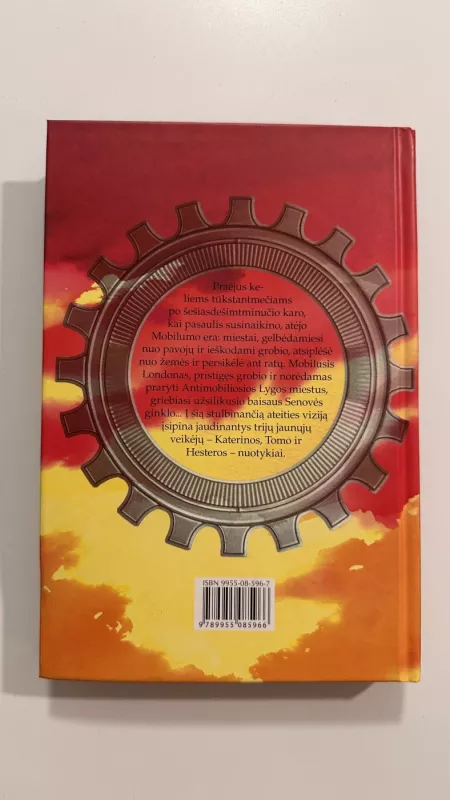 Praėjus ke-
liems tūkstantmečiams
po šešiasdešimtminučio karo,
kai pasaulis susinaikino, atėjo
Mobilumo era: miestai, gelbėdamiesi
nuo pavojų ir ieškodami grobio, atsiplėšė
nuo žemės ir persikėlė ant ratų. Mobilusis
Londonas, pristigęs grobio ir norėdamas
praryti Antimobiliosios Lygos miestus,
griebiasi užsilikusio baisaus Senovės
ginklo... Į šią stulbinančią ateities viziją
įsipina jaudinantys trijų jaunųjų
veikėjų – Katerinos, Tomo ir
Hesteros – nuotykiai.
ISBN 9955-08-596-7
9 789955 085966